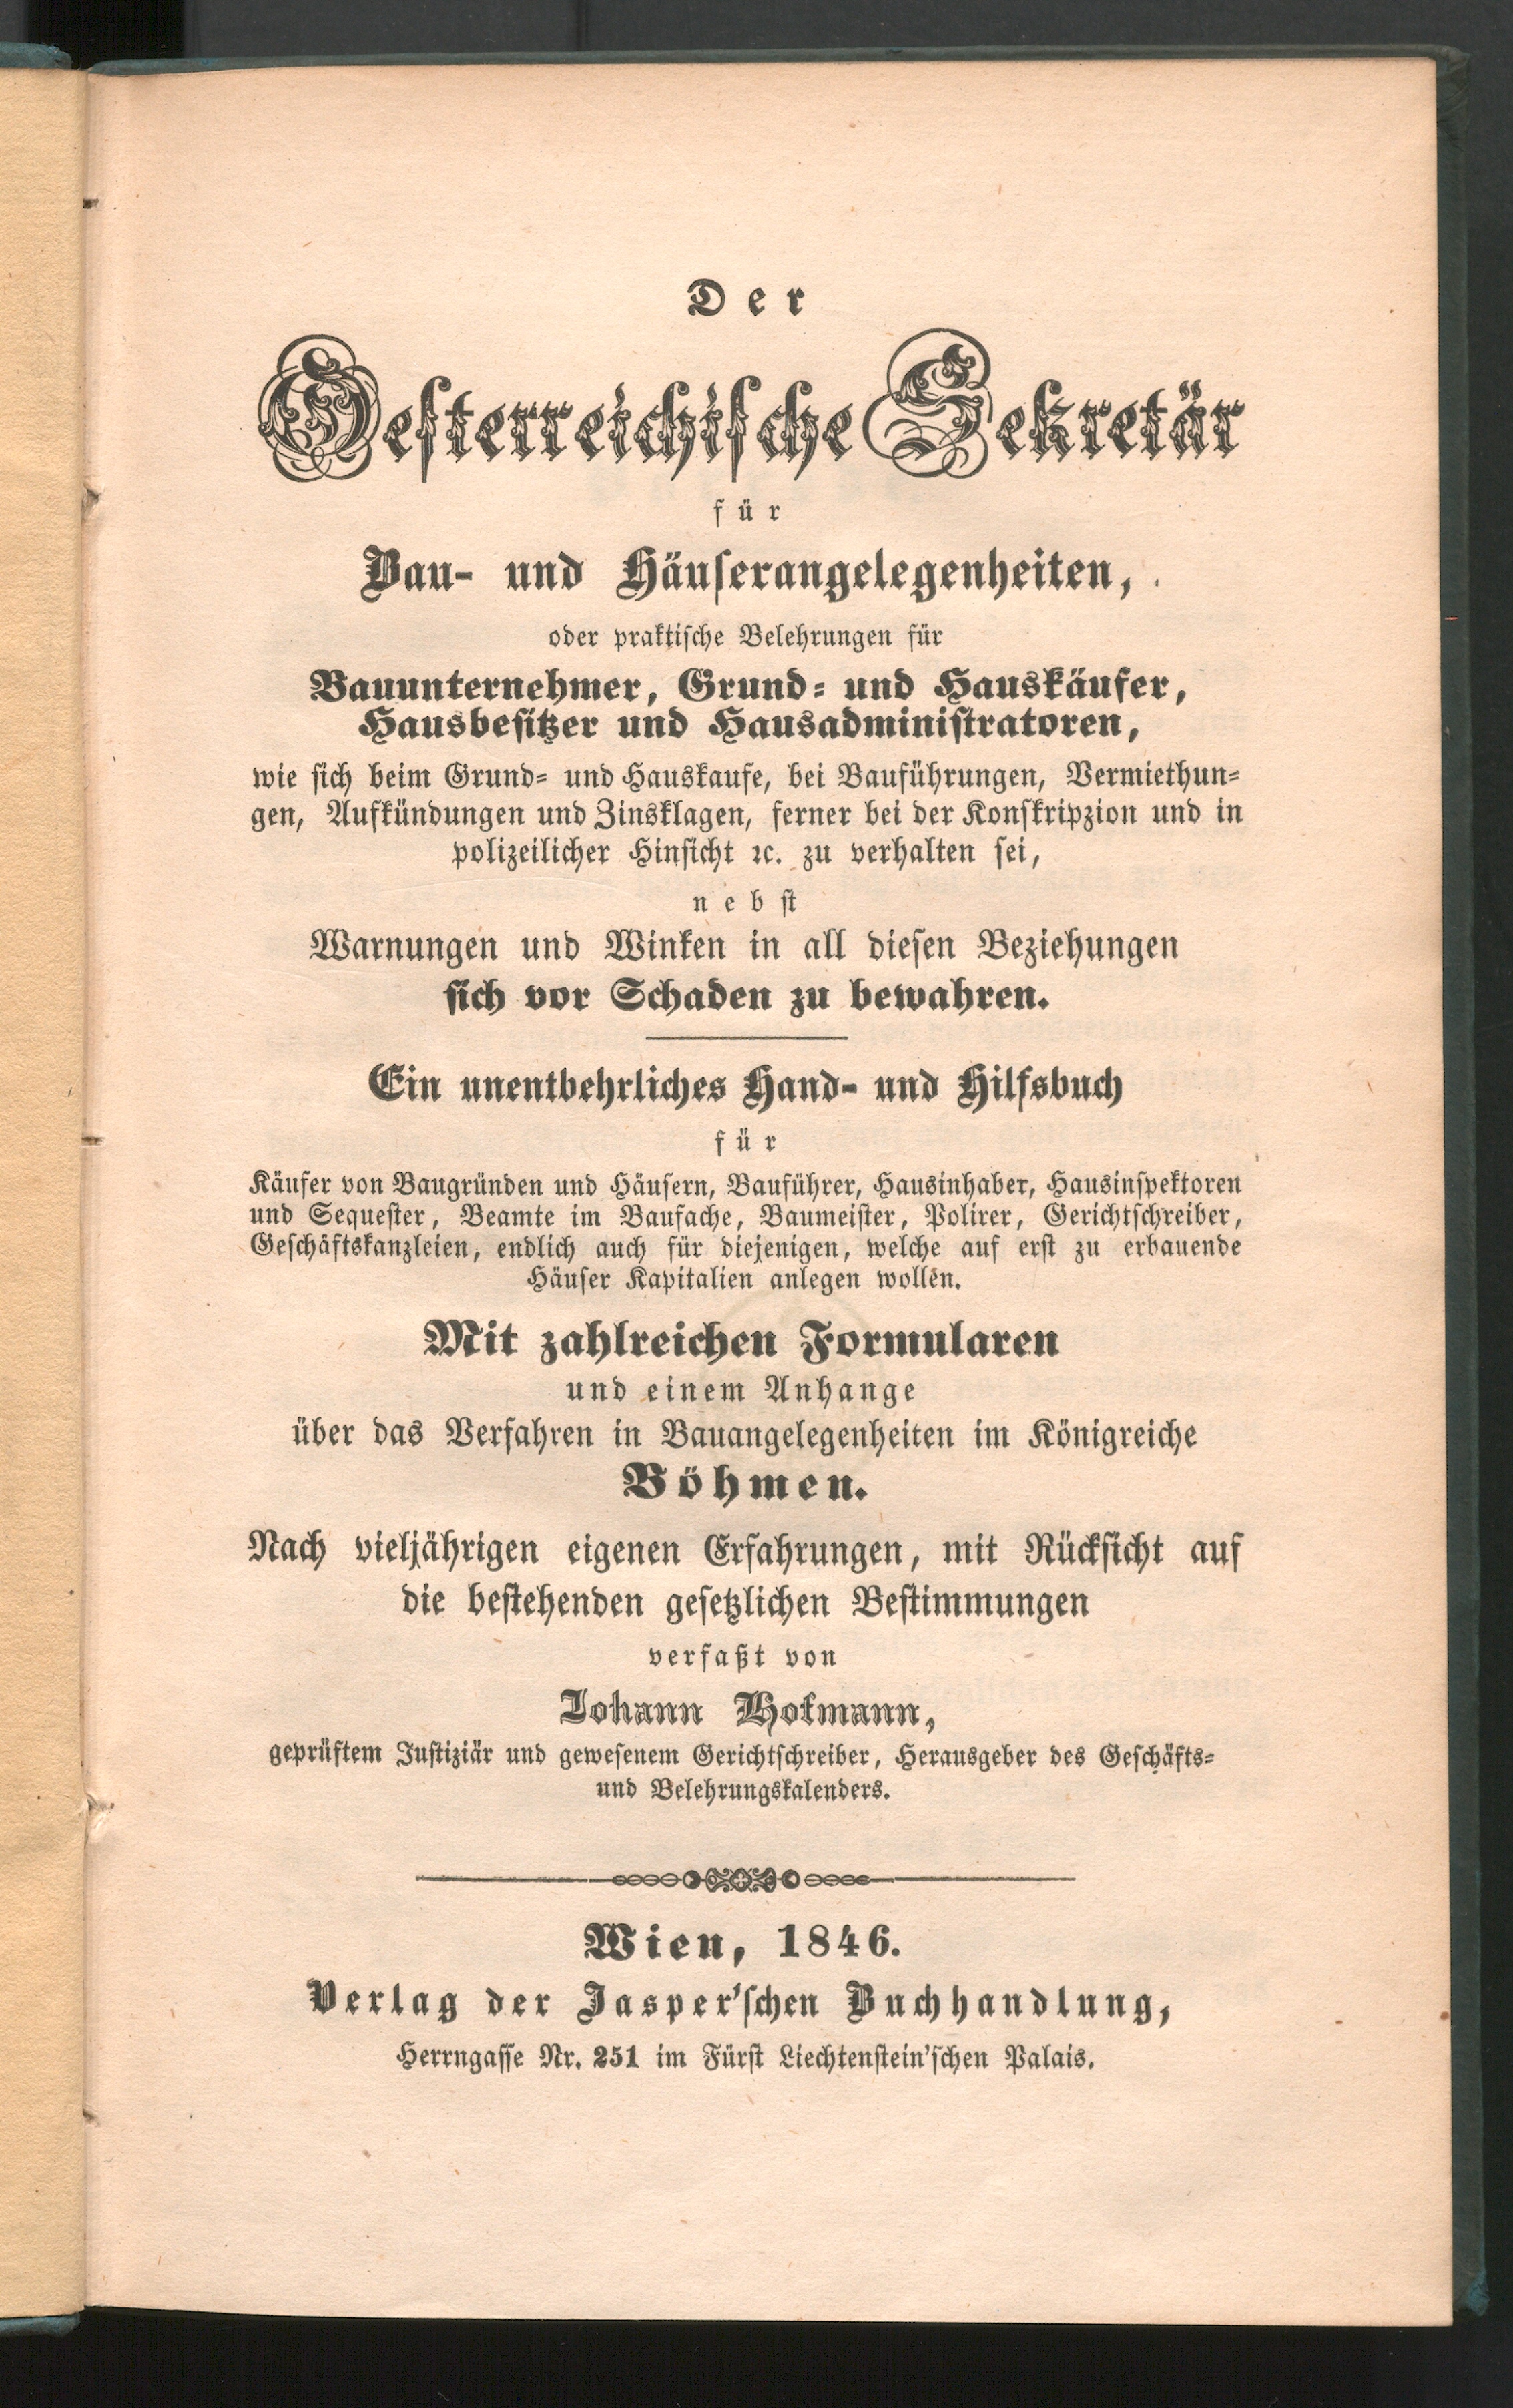 Der
Oesterreichische Sekretär
für
Bau- und Häuserangelegenheiten,
oder praktische Belehrungen für
Bauunternehmer, Grund- und Hauskäufer,
Hausbesitzer und Hausadministratoren,
wie sich beim Grund- und Hauskaufe, bei Bauführungen, Vermiethun-
gen, Aufkündungen und Zinsklagen, ferner bei der Konskripzion und in
polizeilicher Hinsicht ꝛc. zu verhalten sei,
nebst
Warnungen und Winken in all diesen Beziehungen
sich vor Schaden zu bewahren.
Ein unentbehrliches Hand- und Hilfsbuch
für
Käufer von Baugründen und Häusern, Bauführer, Hausinhaber, Hausinspektoren
und Sequester, Beamte im Baufache, Baumeister, Polirer, Gerichtschreiber,
Geschäftskanzleien, endlich auch für diejenigen, welche auf erst zu erbauende
Häuser Kapitalien anlegen wollen.
Mit zahlreichen Formularen
und einem Anhange
über das Verfahren in Bauangelegenheiten im Königreiche
Böhmen.
Nach vieljährigen eigenen Erfahrungen, mit Rücksicht auf
die bestehenden gesetzlichen Bestimmungen
verfaßt von
Johann Hofmann,
geprüftem Justiziär und gewesenem Gerichtschreiber, Herausgeber des Geschäfts-
und Belehrungskalenders.
Wien, 1846.
Verlag der Jasper'schen Buchhandlung,
Herrngasse Nr. 251 im Fürst Liechtenstein'schen Palais.